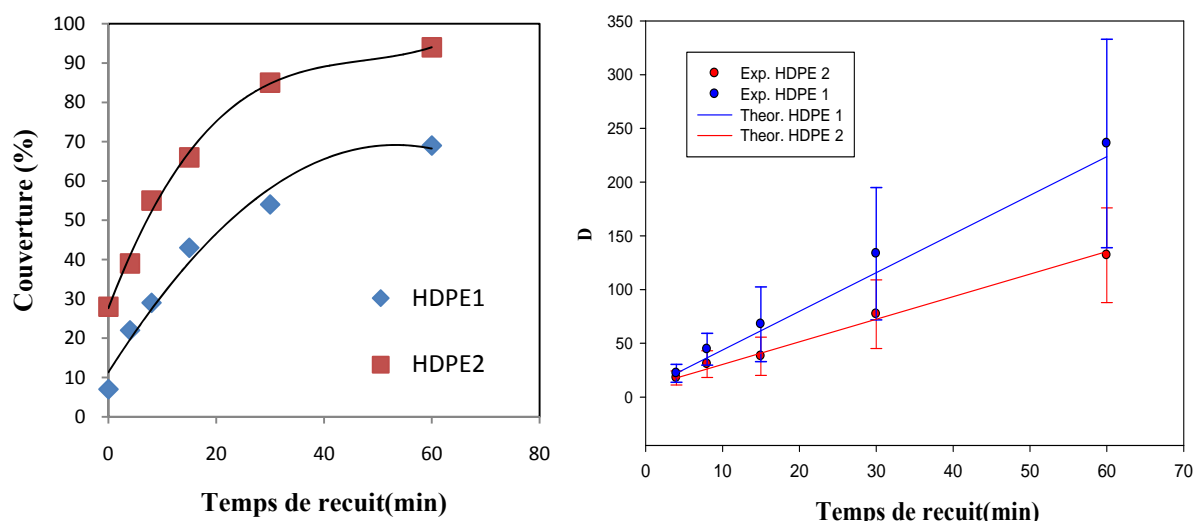 Couverture (%)
100
90
80
70
60
50
40
30
20
10
0
HDPE1
HDPE2
0 20 40 60 80
Temps de recuit(min)
D
350
300
250
200
150
100
50
0
Exp. HDPE 2
Exp. HDPE 1
Theor. HDPE 1
Theor. HDPE 2
0 10 20 30 40 50 60 70
Temps de recuit(min)